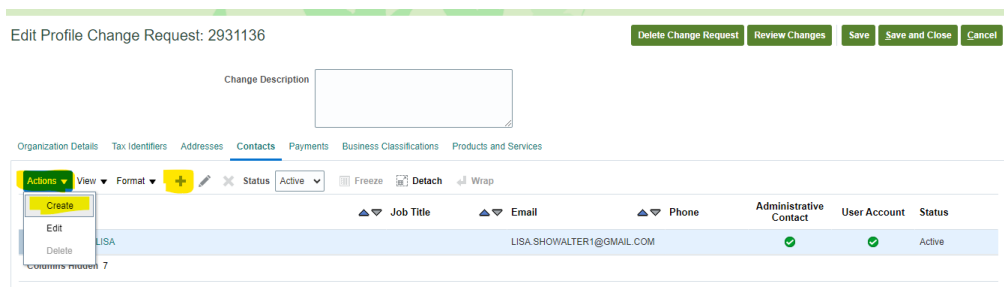 Edit Profile Change Request: 2931136
Delete Change Request Review Changes Save Save and Close Cancel
Change Description
Organization Details Tax Identifiers Addresses Contacts Payments Business Classifications Products and Services
Actions View Format Status Active Freeze Detach Wrap
Create
Job Title Email Phone Administrative Contact User Account Status
Edit
LISA LISA.SHOWALTER1@GMAIL.COM Active
Delete
Columns Hidden 7